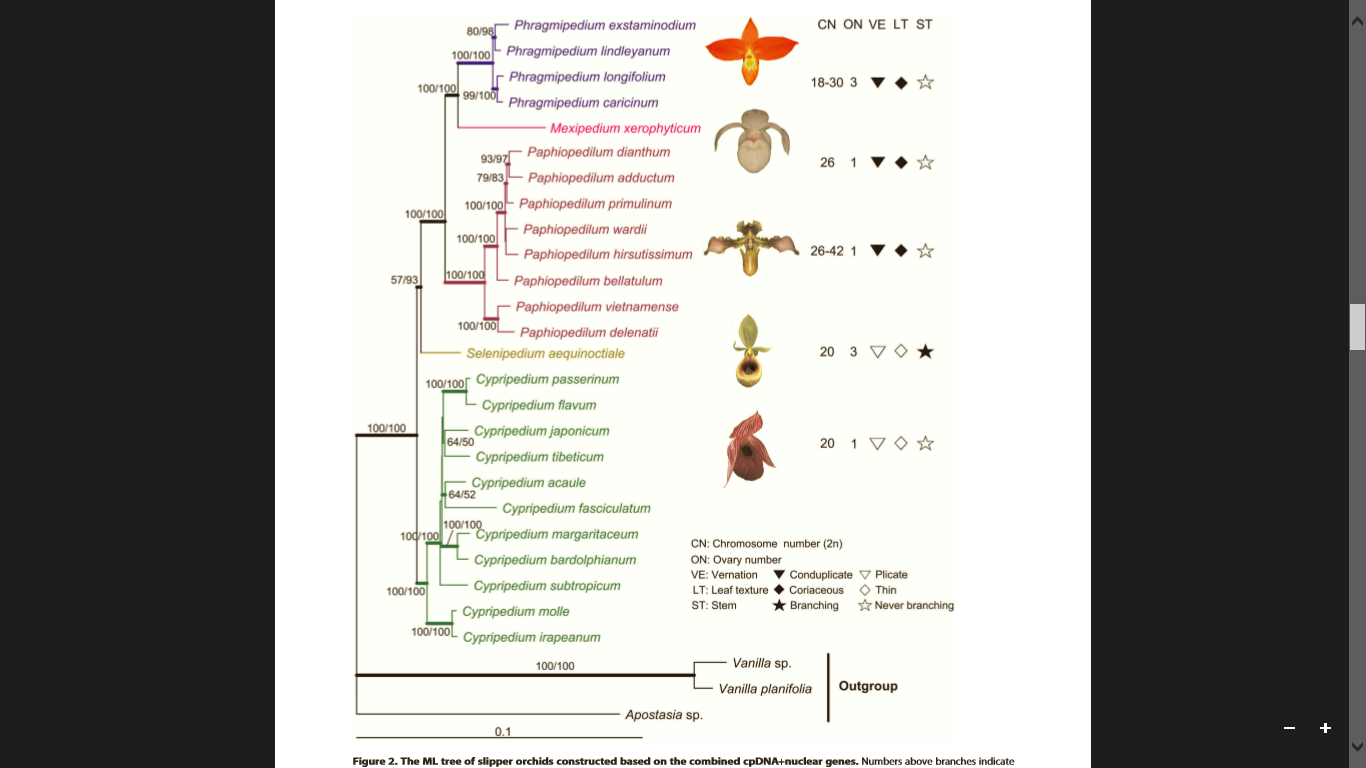 CN ON VE LT ST
Phragmipedium exstaminodium
80/98
Phragmipedium lindleyanum
100/100
Phragmipedium longifolium
18-30 3
100/100
99/100
Phragmipedium caricinum
Mexipedium xerophyticum
Paphiopedilum dianthum
93/97
26 1
79/83
Paphiopedilum adductum
100/100
Paphiopedilum primulinum
100/100
Paphiopedilum wardii
100/100
Paphiopedilum hirsutissimum
26-42 1
100/100
Paphiopedilum bellatulum
57/93
Paphiopedilum vietnamense
100/100
Paphiopedilum delenatii
Selenipedium aequinoctiale
20 3
Cypripedium passerinum
100/100
Cypripedium flavum
100/100
Cypripedium japonicum
64/50
20 1
Cypripedium tibeticum
Cypripedium acaule
64/52
Cypripedium fasciculatum
100/100
Cypripedium margaritaceum
100/100
Cypripedium bardolphianum
Cypripedium subtropicum
100/100
Cypripedium molle
100/100
Cypripedium irapeanum
CN: Chromosome number (2n)
ON: Ovary number
VE: Vernation Conduplicate Plicate
LT: Leaf texture Coriaceous Thin
ST: Stem Branching Never branching
100/100
Vanilla sp.
Vanilla planifolia
Outgroup
Apostasia sp.
0.1
Figure 2. The ML tree of slipper orchids constructed based on the combined cpDNA+nuclear genes. Numbers above branches indicate